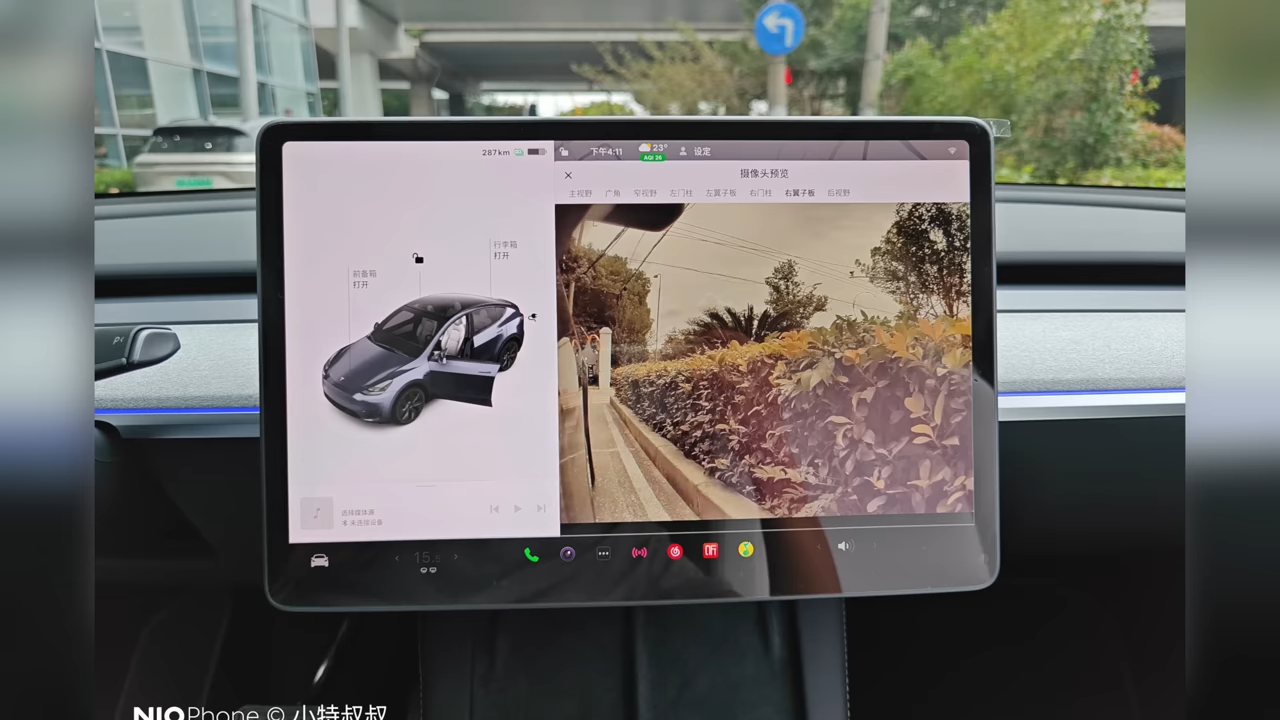 287km
下午4:11
23°
AQI 26
设定
摄像头预览
主视野 广角 窄视野 左门柱 左翼子板 右门柱 右翼子板 后视野
行李箱
打开
前备箱
打开
选择媒体源
未连接设备
15.5
P
NIOPhone © 小特叔叔